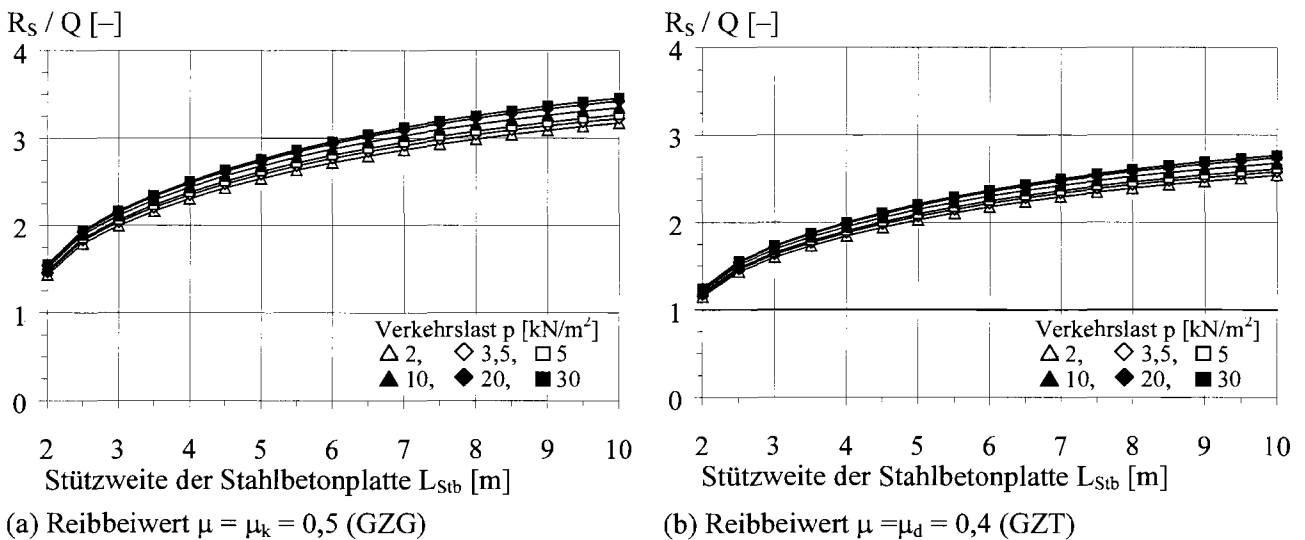 R_S / Q [–]
4
3
2
1
0
Verkehrslast p [kN/m²]
2, 3,5, 5
10, 20, 30
2 3 4 5 6 7 8 9 10
Stützweite der Stahlbetonplatte L_Stb [m]
(a) Reibbeiwert μ = μ_k = 0,5 (GZG)
R_S / Q [–]
4
3
2
1
0
Verkehrslast p [kN/m²]
2, 3,5, 5
10, 20, 30
2 3 4 5 6 7 8 9 10
Stützweite der Stahlbetonplatte L_Stb [m]
(b) Reibbeiwert μ =μ_d = 0,4 (GZT)